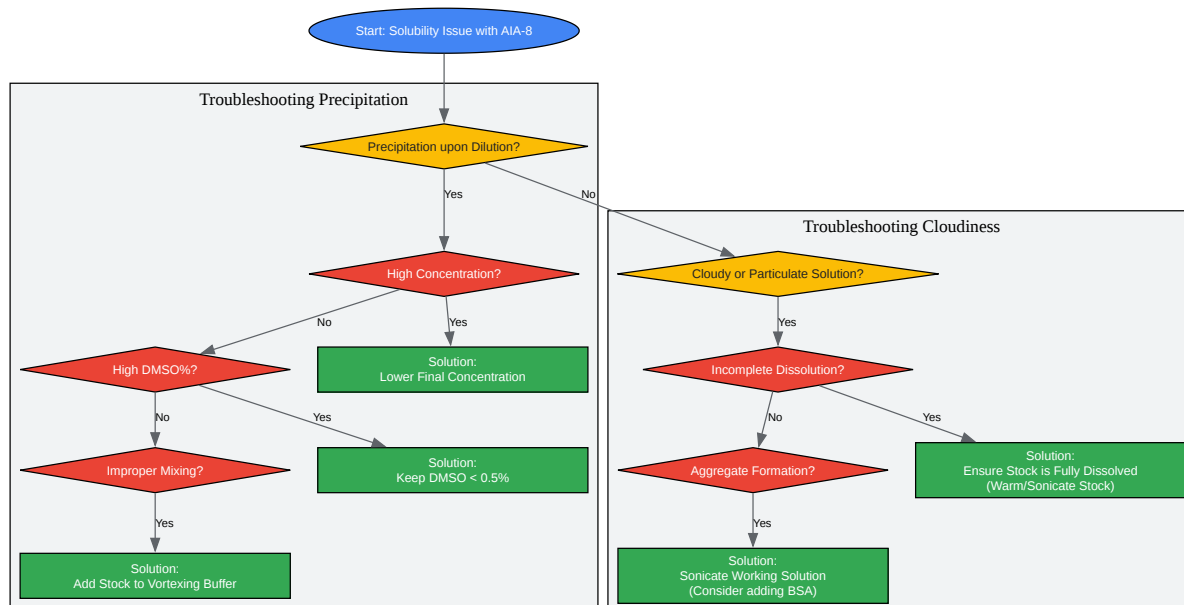 Start: Solubility Issue with AIA-8
Troubleshooting Precipitation
Precipitation upon Dilution?
Yes
No
Troubleshooting Cloudiness
High Concentration?
Cloudy or Particulate Solution?
No
Yes
Yes
High DMSO%?
Solution:
Lower Final Concentration
Incomplete Dissolution?
No
Yes
No
Yes
Improper Mixing?
Solution:
Keep DMSO < 0.5%
Aggregate Formation?
Solution:
Ensure Stock is Fully Dissolved
(Warm/Sonicate Stock)
Yes
Yes
Solution:
Add Stock to Vortexing Buffer
Solution:
Sonicate Working Solution
(Consider adding BSA)